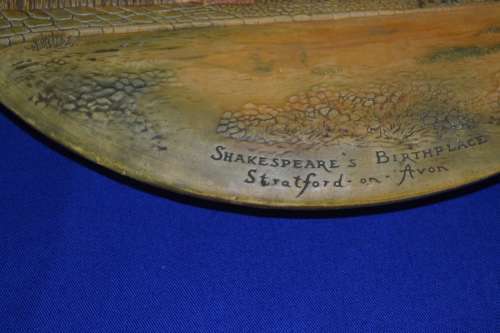 SHAKESPEARE'S BIRTHPLACE
Stratford-on-Avon